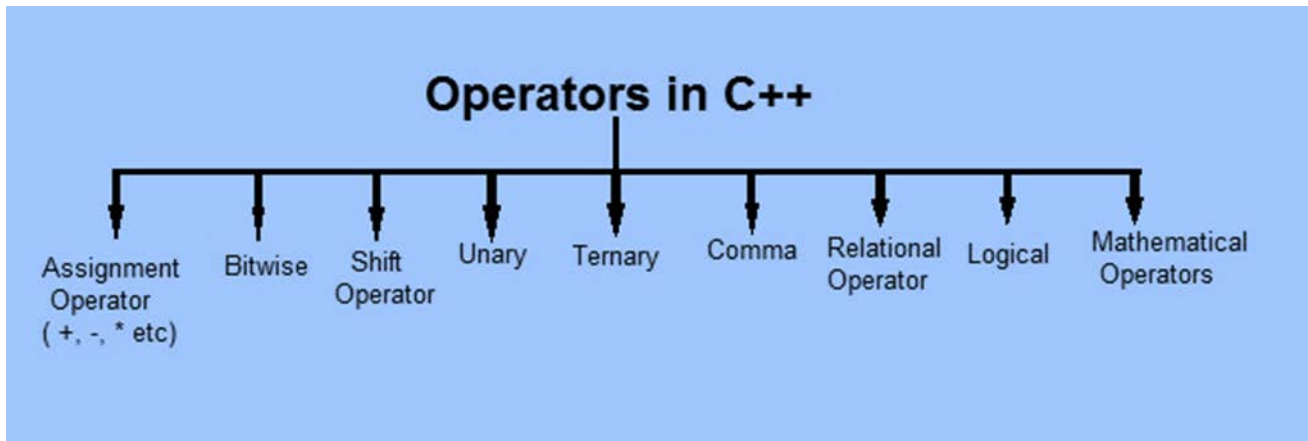 Operators in C++
Assignment
Operator
( +, -, * etc)
Bitwise
Shift
Operator
Unary
Ternary
Comma
Relational
Operator
Logical
Mathematical
Operators